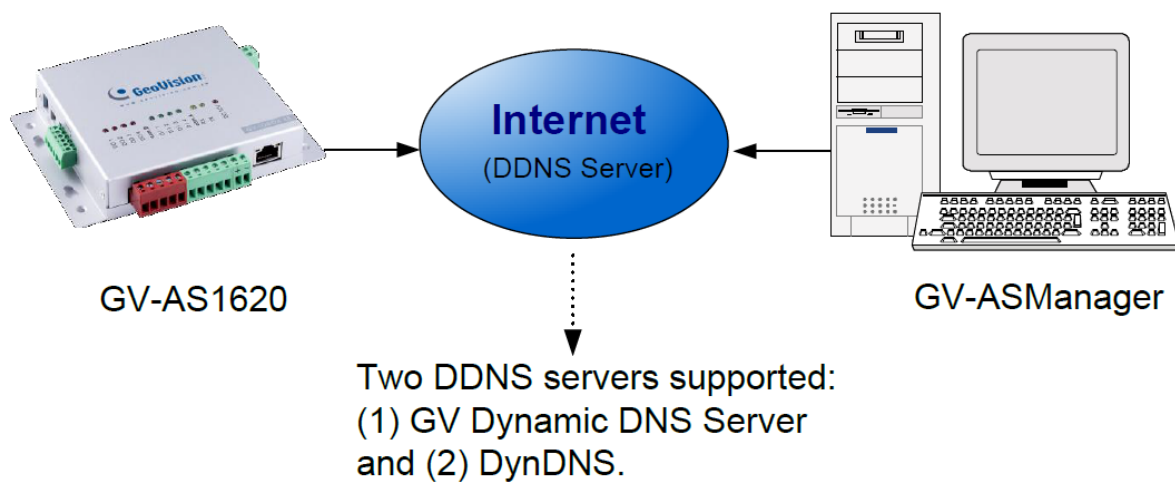 GeoVision
Internet
(DDNS Server)
GV-AS1620
GV-ASManager
Two DDNS servers supported:
(1) GV Dynamic DNS Server
and (2) DynDNS.